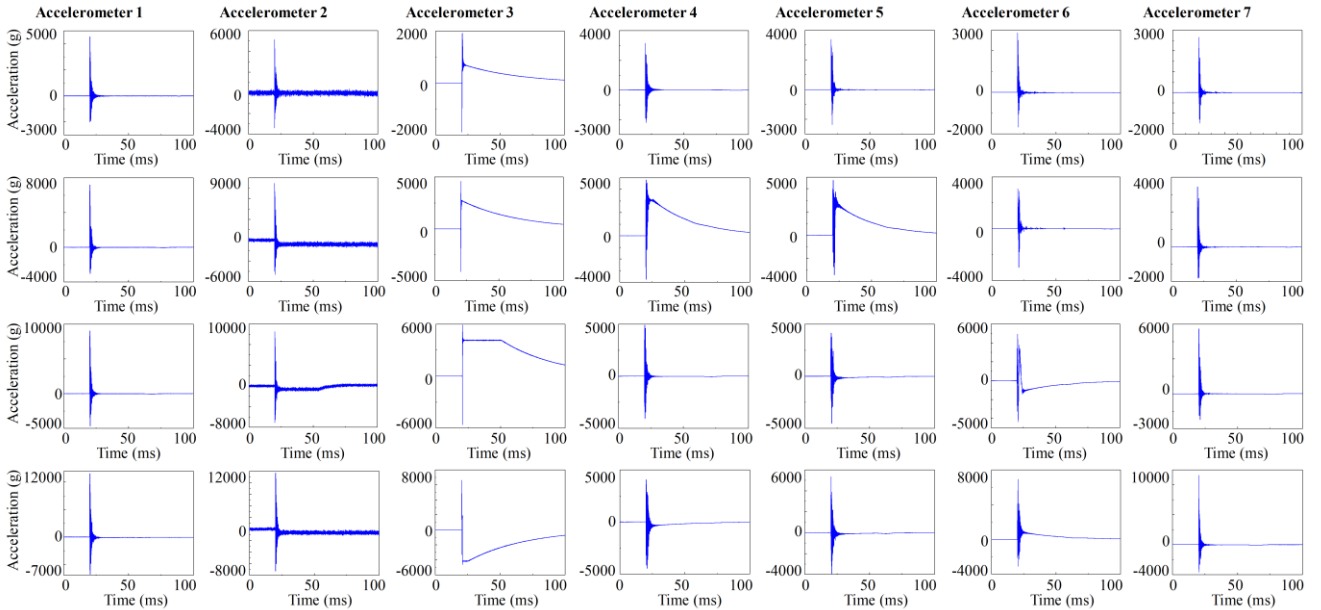 Accelerometer 1 Accelerometer 2 Accelerometer 3 Accelerometer 4 Accelerometer 5 Accelerometer 6 Accelerometer 7
Acceleration (g)
5000 6000 2000 4000 4000 3000 3000
0 0 0 0 0 0 0
-3000 -4000 -2000 -3000 -3000 -2000 -2000
0 50 100 0 50 100 0 50 100 0 50 100 0 50 100 0 50 100 0 50 100
Time (ms) Time (ms) Time (ms) Time (ms) Time (ms) Time (ms) Time (ms)
Acceleration (g)
8000 9000 5000 5000 5000 4000 4000
0 0 0 0 0 0 0
-4000 -6000 -5000 -4000 -4000 -4000 -2000
0 50 100 0 50 100 0 50 100 0 50 100 0 50 100 0 50 100 0 50 100
Time (ms) Time (ms) Time (ms) Time (ms) Time (ms) Time (ms) Time (ms)
Acceleration (g)
10000 10000 6000 5000 5000 6000 6000
0 0 0 0 0 0 0
-5000 -8000 -6000 -5000 -5000 -5000 -3000
0 50 100 0 50 100 0 50 100 0 50 100 0 50 100 0 50 100 0 50 100
Time (ms) Time (ms) Time (ms) Time (ms) Time (ms) Time (ms) Time (ms)
Acceleration (g)
12000 12000 8000 5000 6000 8000 10000
0 0 0 0 0 0 0
-7000 -8000 -6000 -5000 -4000 -4000 -4000
0 50 100 0 50 100 0 50 100 0 50 100 0 50 100 0 50 100 0 50 100
Time (ms) Time (ms) Time (ms) Time (ms) Time (ms) Time (ms) Time (ms)